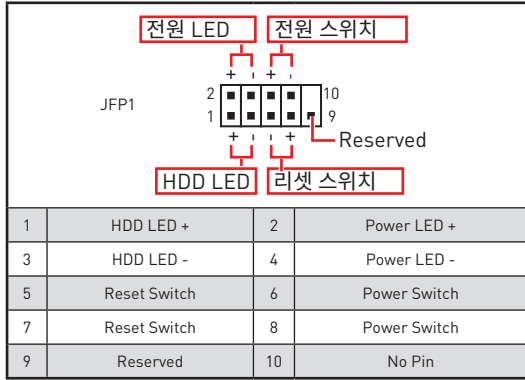 전원 LED 전원 스위치
+ - + -
2 10
JFP1
1 9
+ - - +
Reserved
HDD LED 리셋 스위치
1 HDD LED + 2 Power LED +
3 HDD LED - 4 Power LED -
5 Reset Switch 6 Power Switch
7 Reset Switch 8 Power Switch
9 Reserved 10 No Pin